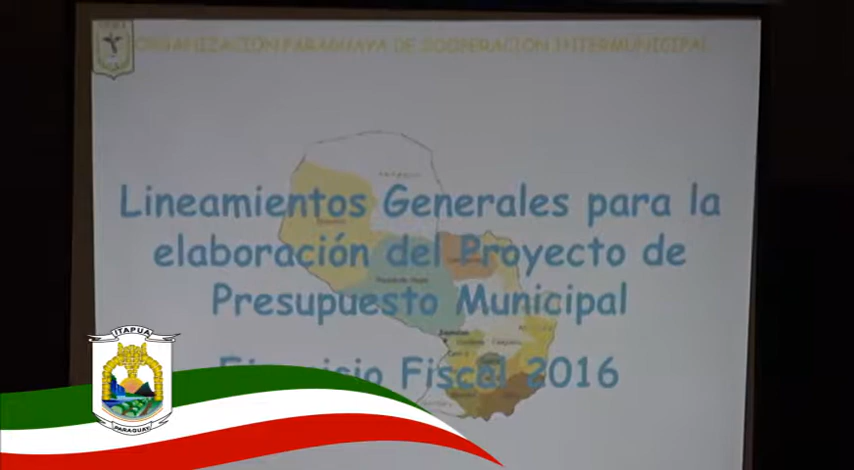 ORGANIZACIÓN PARAGUAYA DE COOPERACIÓN INTERMUNICIPAL
Lineamientos Generales para la
elaboración del Proyecto de
Presupuesto Municipal
Fiscal 2016
ITAPUA
PARAGUAY